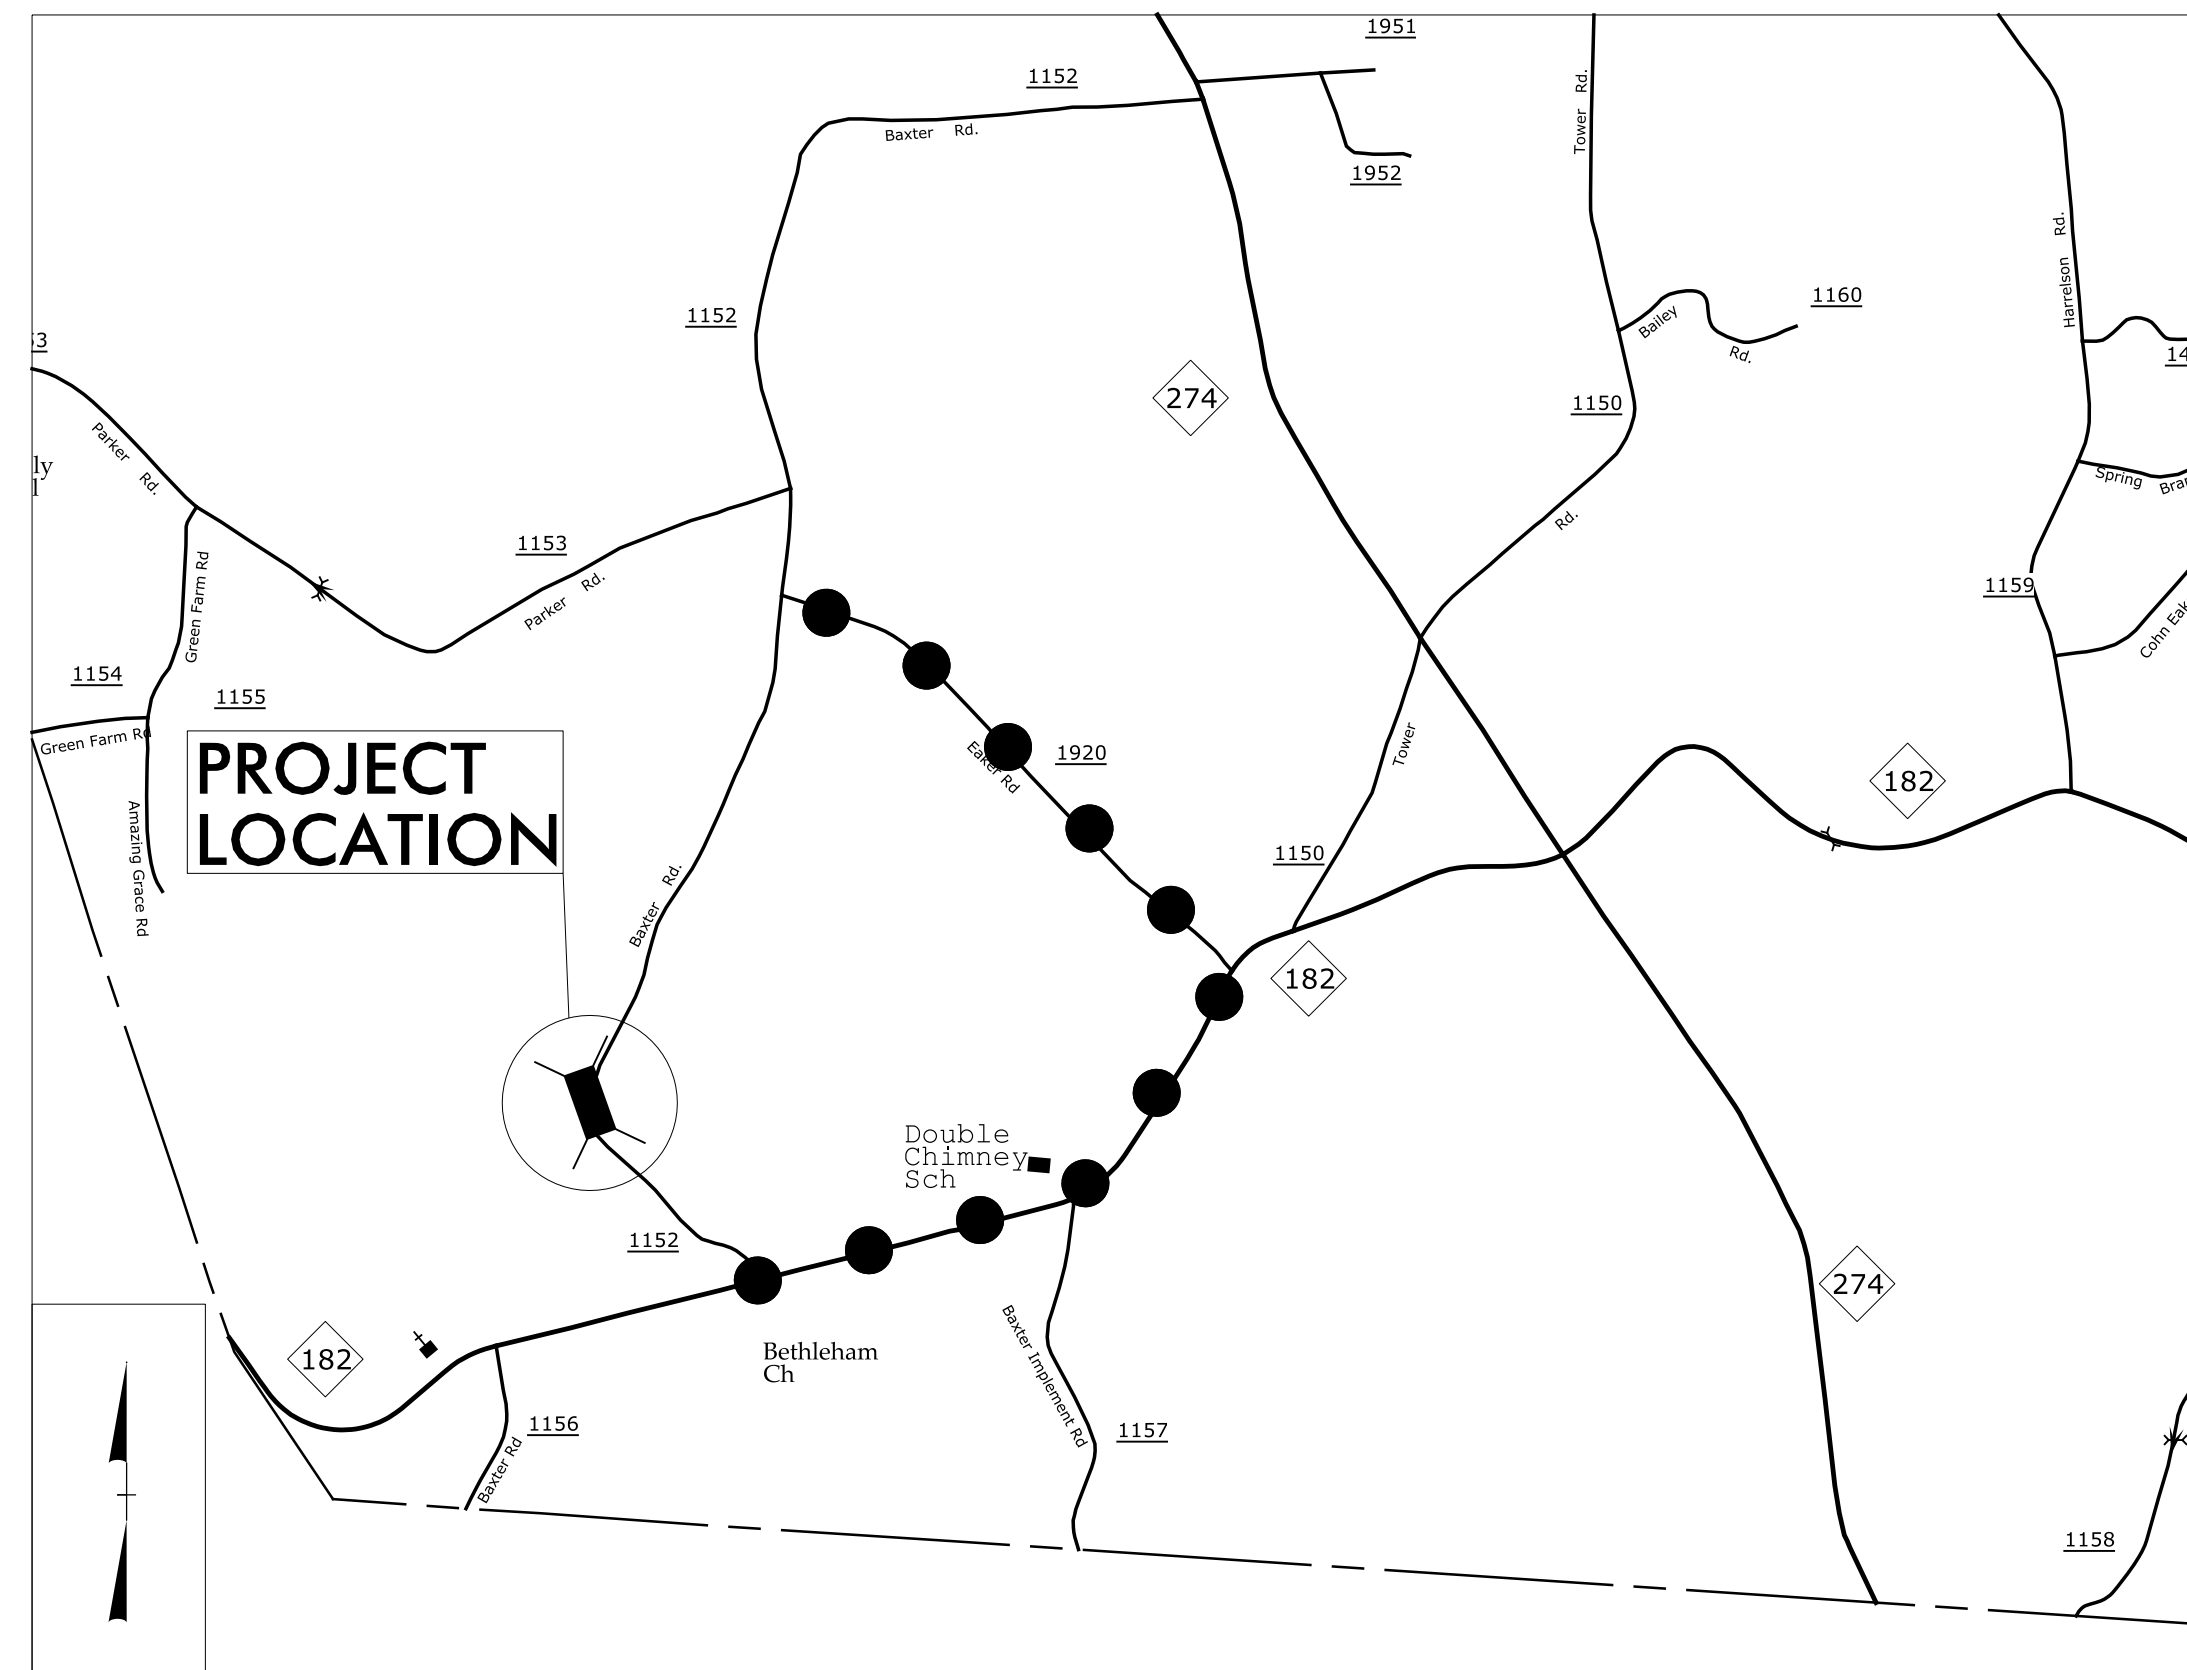 1951
1152
Tower Rd.
Baxter Rd.
1952
Harrelson Rd.
1160
1152
Bailey
Rd.
274
1150
Parker Rd.
ly
Spring
Rd.
1153
Parker Rd.
1159
Green Farm Rd
Cohn Eak
1154
1155
Green Farm Rd
PROJECT
LOCATION
Eaker Rd
1920
Tower
182
Amazing Grace Rd
1150
Baxter Rd.
182
Double
Chimney
Sch
1152
274
182
Bethleham
Ch
Baxter Implement Rd
1156
1157
Baxter Rd
1158